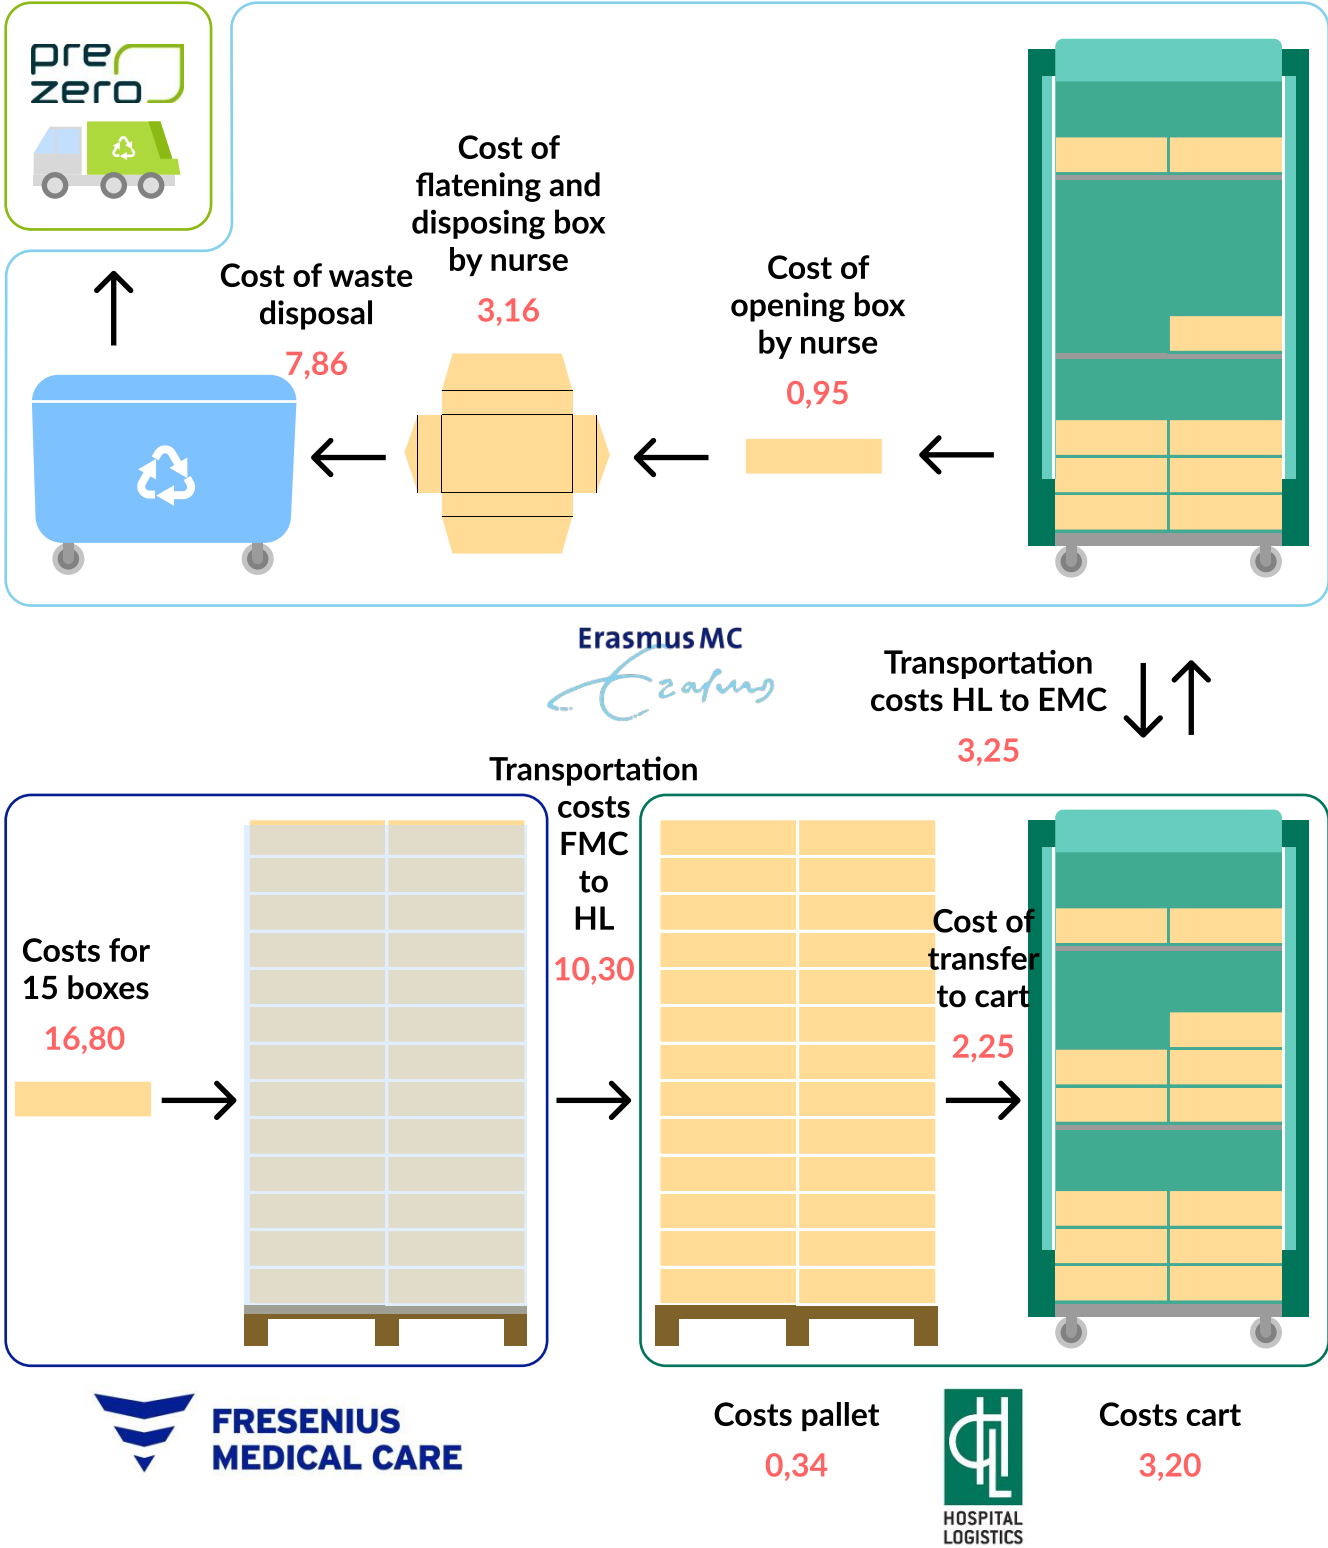 pre
zero
Cost of
flatening and
disposing box
by nurse
3,16
Cost of waste
disposal
7,86
Cost of
opening box
by nurse
0,95
Erasmus MC
Erasmus
Transportation
costs HL to EMC
3,25
Transportation
costs
FMC
to
HL
10,30
Costs for
15 boxes
16,80
Cost of
transfer
to cart
2,25
FRESENIUS
MEDICAL CARE
Costs pallet
0,34
HL
HOSPITAL
LOGISTICS
Costs cart
3,20